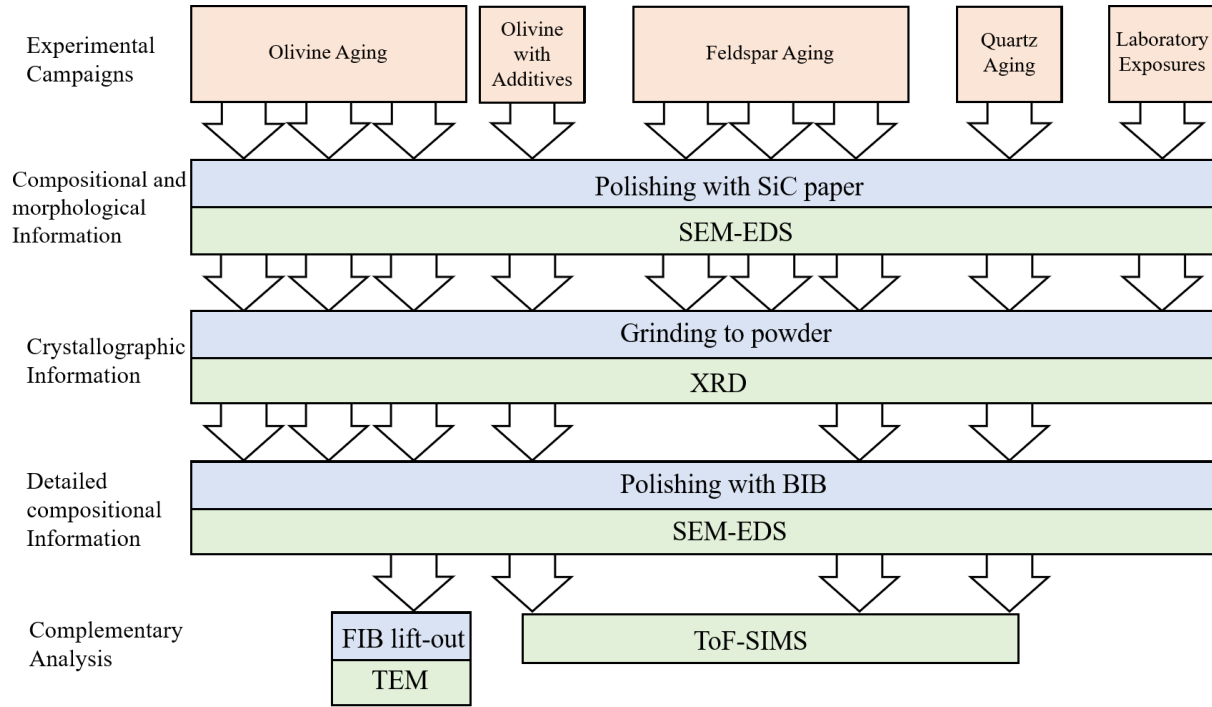 Experimental
Campaigns
Olivine Aging
Olivine
with
Additives
Feldspar Aging
Quartz
Aging
Laboratory
Exposures
Compositional and
morphological
Information
Polishing with SiC paper
SEM-EDS
Crystallographic
Information
Grinding to powder
XRD
Detailed
compositional
Information
Polishing with BIB
SEM-EDS
Complementary
Analysis
FIB lift-out
TEM
ToF-SIMS